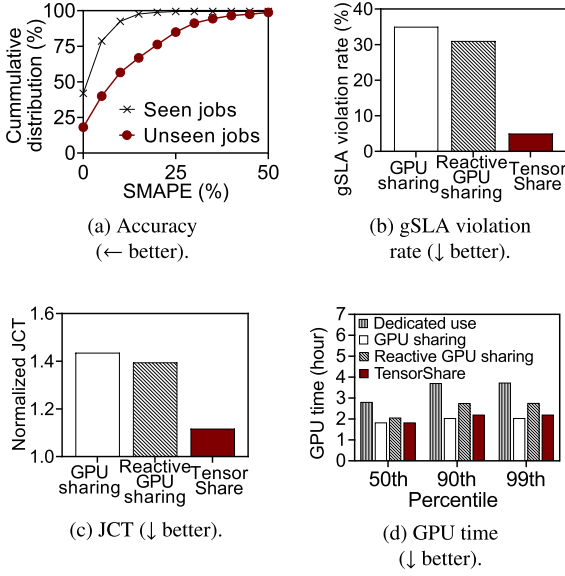 Cummulative
distribution (%)
100
75
50
25
0
Seen jobs
Unseen jobs
0 25 50
SMAPE (%)
(a) Accuracy
(← better).
gSLA violation rate (%)
40
30
20
10
0
GPU
sharing
Reactive
GPU
sharing
Tensor
Share
(b) gSLA violation
rate (↓ better).
Normalized JCT
1.6
1.4
1.2
1.0
GPU
sharing
Reactive
GPU
sharing
Tensor
Share
(c) JCT (↓ better).
GPU time (hour)
7
6
5
4
3
2
1
0
Dedicated use
GPU sharing
Reactive GPU sharing
TensorShare
50th 90th 99th
Percentile
(d) GPU time
(↓ better).